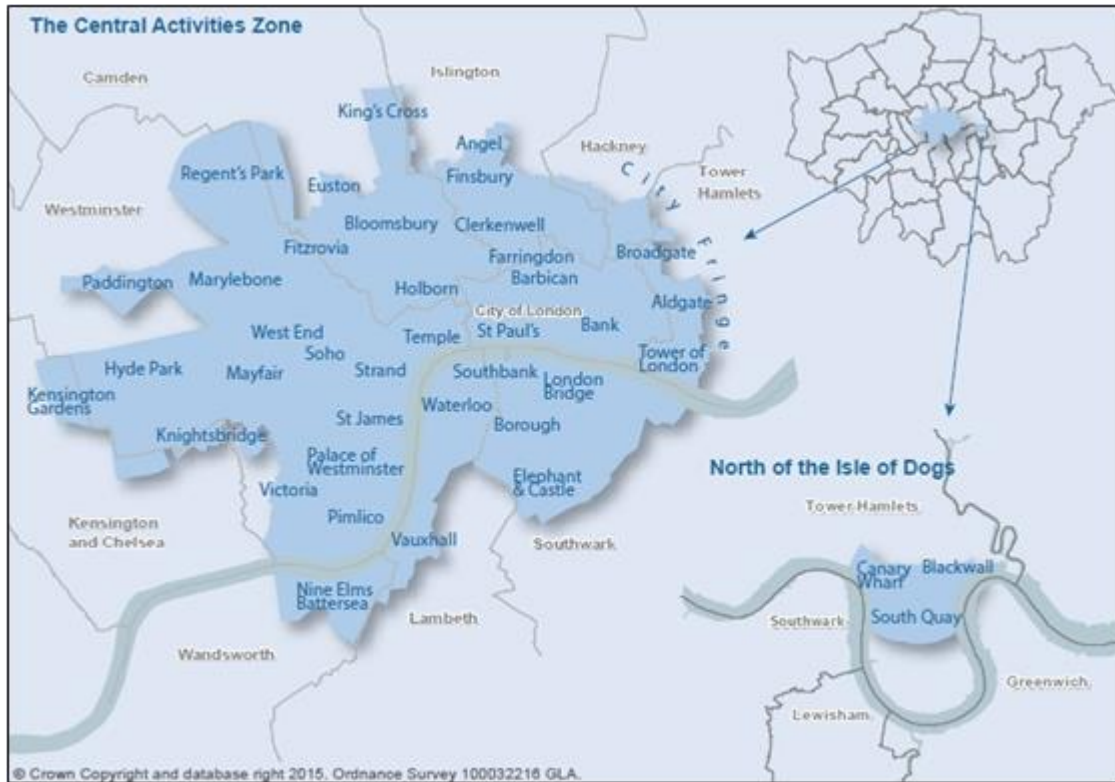 The Central Activities Zone
Camden
Islington
King's Cross
Angel
Hackney
City Fringe
Tower
Hamlets
Regent's Park
Euston
Finsbury
Westminster
Bloomsbury
Clerkenwell
Fitzrovia
Farringdon
Broadgate
Paddington
Marylebone
Barbican
Holborn
Aldgate
City of London
West End
Temple
St Paul's
Bank
Soho
Hyde Park
Mayfair
Strand
Southbank
London
Bridge
Tower of
London
Kensington
Gardens
Waterloo
St James
Borough
Knightsbridge
Palace of
Westminster
Elephant
& Castle
Victoria
Pimlico
Kensington
and Chelsea
Vauxhall
Southwark
Nine Elms
Battersea
Lambeth
Wandsworth
North of the Isle of Dogs
Tower Hamlets
Canary
Wharf
Blackwall
South Quay
Southwark
Greenwich
Lewisham
© Crown Copyright and database right 2015. Ordnance Survey 100032216 GLA.